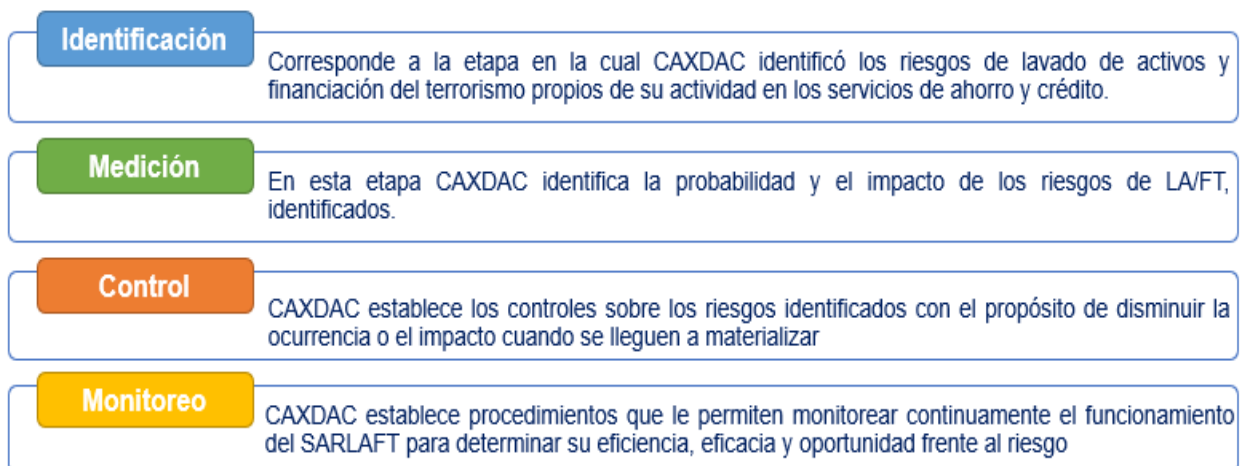 Identificación
Corresponde a la etapa en la cual CAXDAC identificó los riesgos de lavado de activos y
financiación del terrorismo propios de su actividad en los servicios de ahorro y crédito.
Medición
En esta etapa CAXDAC identifica la probabilidad y el impacto de los riesgos de LA/FT,
identificados.
Control
CAXDAC establece los controles sobre los riesgos identificados con el propósito de disminuir la
ocurrencia o el impacto cuando se lleguen a materializar
Monitoreo
CAXDAC establece procedimientos que le permiten monitorear continuamente el funcionamiento
del SARLAFT para determinar su eficiencia, eficacia y oportunidad frente al riesgo